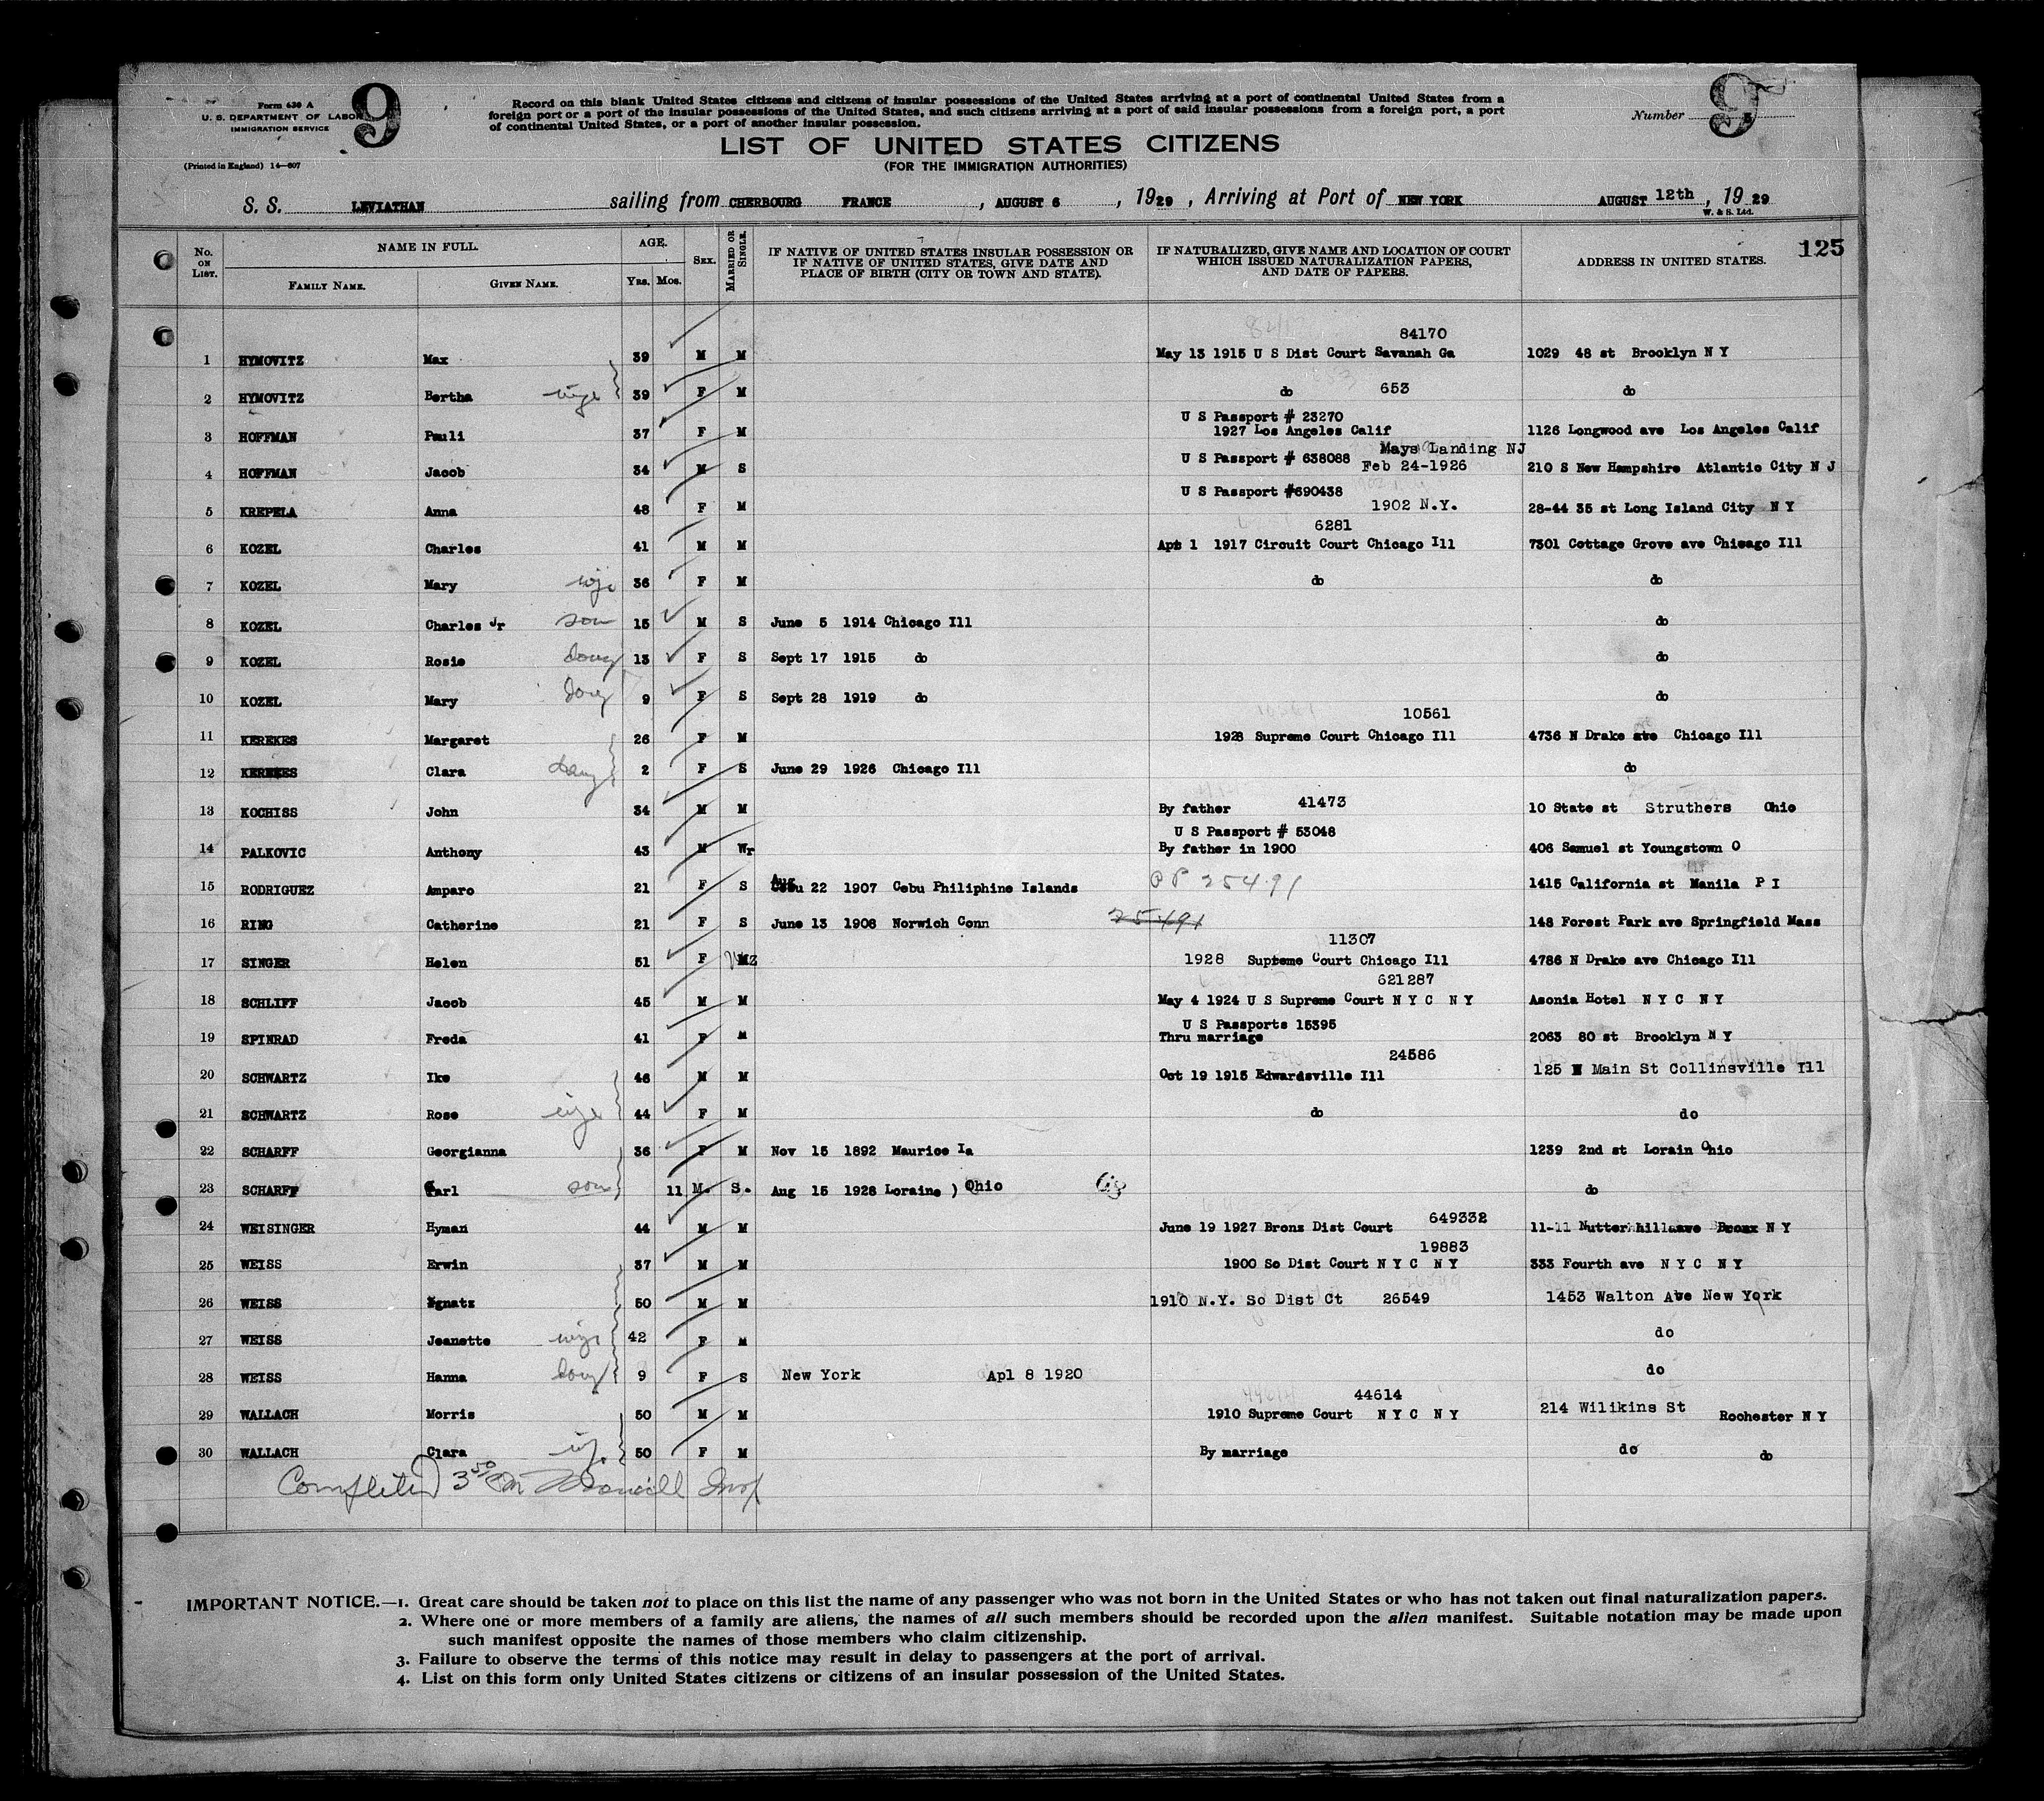 Form 630 A
U. S. DEPARTMENT OF LABOR
IMMIGRATION SERVICE
(Printed in England) 14—607
9
Record on this blank United States citizens and citizens of insular possessions of the United States arriving at a port of continental United States from a
foreign port or a port of the insular possessions of the United States, and such citizens arriving at a port of said insular possessions from a foreign port, a port
of continental United States, or a port of another insular possession.
Number 9
LIST OF UNITED STATES CITIZENS
(FOR THE IMMIGRATION AUTHORITIES)
S. S. LEVIATHAN sailing from CHERBOURG FRANCE, AUGUST 6, 1929, Arriving at Port of NEW YORK AUGUST 12th, 1929
W. & S. Ltd.
125
No. ON LIST. NAME IN FULL. FAMILY NAME. GIVEN NAME. AGE. YRS. MOS. SEX. MARRIED OR SINGLE. IF NATIVE OF UNITED STATES INSULAR POSSESSION OR IF NATIVE OF UNITED STATES, GIVE DATE AND PLACE OF BIRTH (CITY OR TOWN AND STATE). IF NATURALIZED, GIVE NAME AND LOCATION OF COURT WHICH ISSUED NATURALIZATION PAPERS, AND DATE OF PAPERS. ADDRESS IN UNITED STATES.
84170
1 HYMOVITZ Max 39 M M May 13 1915 U S Dist Court Savanah Ga 1029 48 st Brooklyn N Y
2 HYMOVITZ Bertha wife 39 F M do 653 do
U S Passport # 23270
3 HOFFMAN Pauli 37 F M 1927 Los Angeles Calif 1126 Longwood ave Los Angeles Calif
Mays Landing NJ
4 HOFFMAN Jacob 34 M S U S Passport # 638088 Feb 24-1926 210 S New Hampshire Atlantic City N J
U S Passport #690438
5 KREPELA Anna 48 F M 1902 N.Y. 28-44 35 st Long Island City N Y
6281
6 KOZEL Charles 41 M M Apr 1 1917 Circuit Court Chicago Ill 7301 Cottage Grove ave Chicago Ill
7 KOZEL Mary wife 36 F M do do
8 KOZEL Charles Jr son 15 M S June 5 1914 Chicago Ill do
9 KOZEL Rosie daug 13 F S Sept 17 1915 do do
10 KOZEL Mary daug 9 F S Sept 28 1919 do do
10561
11 KEREKES Margaret 26 F M 1928 Supreme Court Chicago Ill 4736 N Drake ave Chicago Ill
12 KEREKES Clara daug 2 F S June 29 1926 Chicago Ill do
13 KOCHISS John 34 M M By father 41473 10 State st Struthers Ohio
U S Passport # 53048
14 PALKOVIC Anthony 43 M Wr By father in 1900 406 Samuel st Youngstown O
15 RODRIGUEZ Amparo 21 F S Aug 22 1907 Cebu Philiphine Islands PP 25491 1415 California st Manila P I
16 RING Catherine 21 F S June 13 1908 Norwich Conn 25491 148 Forest Park ave Springfield Mass
11307
17 SINGER Helen 51 F 1928 Supreme Court Chicago Ill 4786 N Drake ave Chicago Ill
621287
18 SCHLIFF Jacob 45 M M May 4 1924 U S Supreme Court N Y C N Y Asonia Hotel N Y C N Y
U S Passports 15395
19 SPINRAD Freda 41 F M Thru marriage 2063 80 st Brooklyn N Y
24586
20 SCHWARTZ Ike 46 M M Oct 19 1915 Edwardsville Ill 125 W Main St Collinsville Ill
21 SCHWARTZ Rose wife 44 F M do do
22 SCHARFF Georgianna 36 F M Nov 15 1892 Maurice Ia 1239 2nd st Lorain Ohio
23 SCHARFF Carl son 11 M. S. Aug 15 1928 Loraine ) Ohio do
24 WEISINGER Hyman 44 M M June 19 1927 Bronx Dist Court 649332 11-11 Nutterhill ave Bronx N Y
19883
25 WEISS Erwin 37 M M 1900 So Dist Court N Y C N Y 333 Fourth ave N Y C N Y
26 WEISS Ignatz 50 M M 1910 N.Y. So Dist Ct 26549 1453 Walton Ave New York
27 WEISS Jeanette wife 42 F M do
28 WEISS Hanna daug 9 F S New York Apl 8 1920 do
44614
29 WALLACH Morris 50 M M 1910 Supreme Court N Y C N Y 214 Wilikins St Rochester N Y
30 WALLACH Clara wife 50 F M By marriage do do
Completed 3 50 PM Insp
IMPORTANT NOTICE.—1. Great care should be taken not to place on this list the name of any passenger who was not born in the United States or who has not taken out final naturalization papers.
2. Where one or more members of a family are aliens, the names of all such members should be recorded upon the alien manifest. Suitable notation may be made upon
such manifest opposite the names of those members who claim citizenship.
3. Failure to observe the terms of this notice may result in delay to passengers at the port of arrival.
4. List on this form only United States citizens or citizens of an insular possession of the United States.